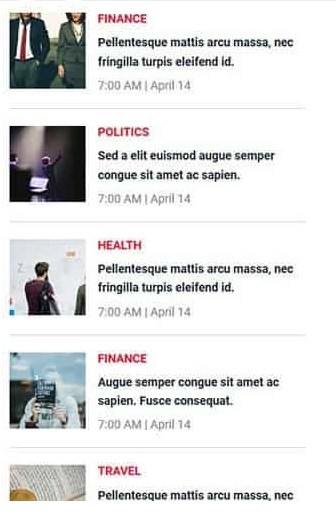 FINANCE
Pellentesque mattis arcu massa, nec
fringilla turpis eleifend id.
7:00 AM | April 14
POLITICS
Sed a elit euismod augue semper
congue sit amet ac sapien.
7:00 AM | April 14
HEALTH
Pellentesque mattis arcu massa, nec
fringilla turpis eleifend id.
7:00 AM | April 14
FINANCE
Augue semper congue sit amet ac
sapien. Fusce consequat.
7:00 AM | April 14
TRAVEL
Pellentesque mattis arcu massa, nec